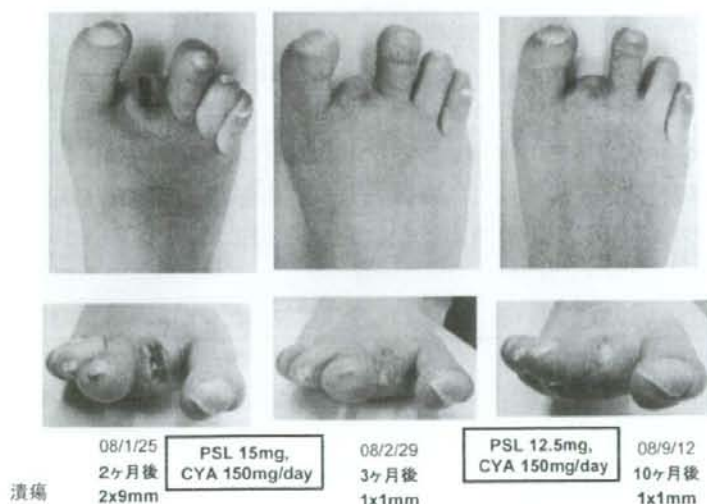 08/1/25
2ヶ月後
2x9mm
PSL 15mg,
CYA 150mg/day
08/2/29
3ヶ月後
1x1mm
PSL 12.5mg,
CYA 150mg/day
08/9/12
10ヶ月後
1x1mm
潰瘍